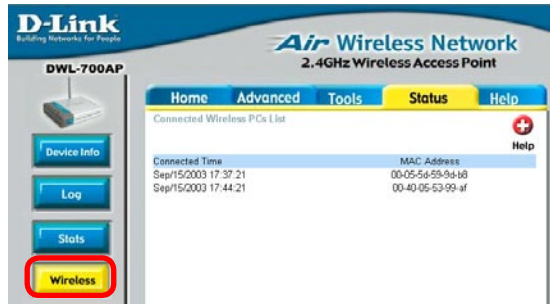 D-Link
Building Networks for People
Air Wireless Network
2.4GHz Wireless Access Point
DWL-700AP
Home Advanced Tools Status Help
Connected Wireless PCs List
Help
Device Info
Connected Time MAC Address
Sep/15/2003 17:37:21 00-05-5d-59-9d-b8
Sep/15/2003 17:44:21 00-40-05-53-99-af
Log
Stats
Wireless